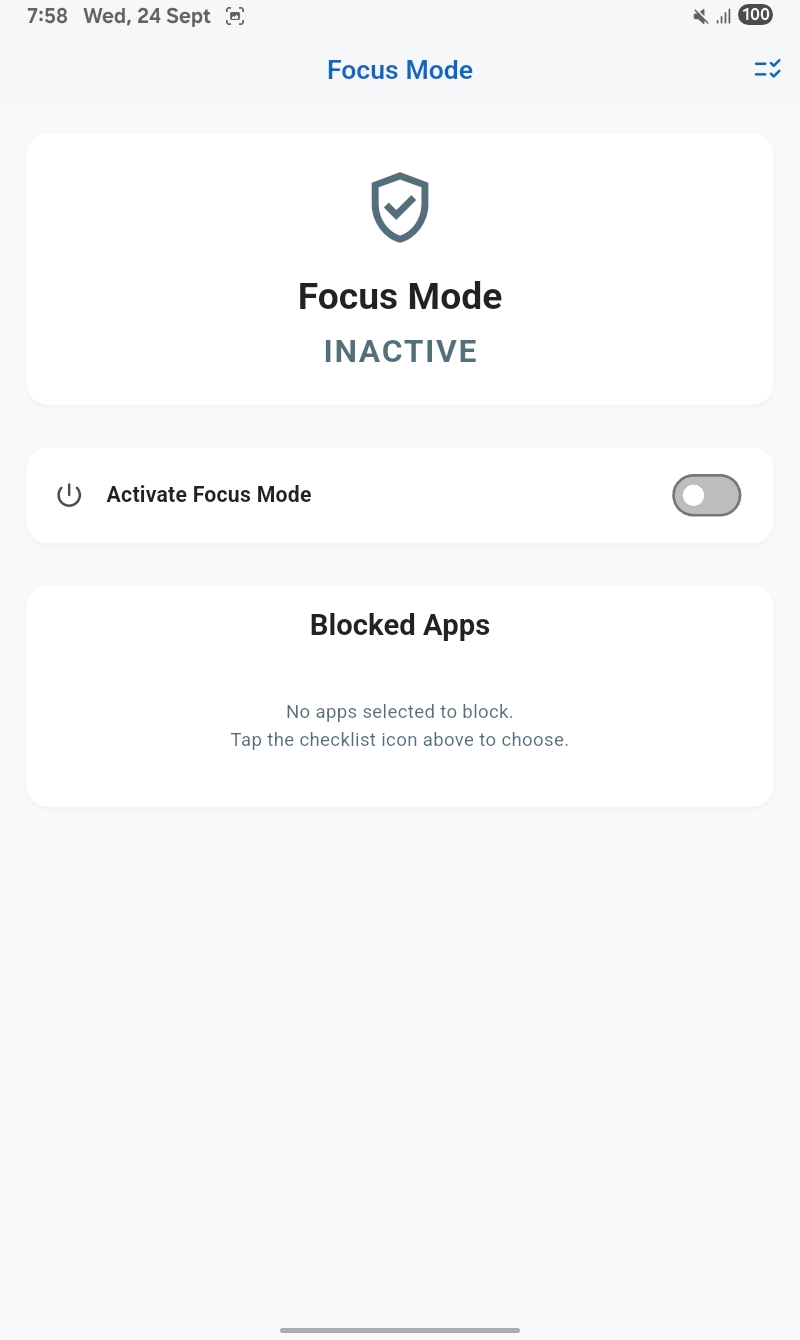 7:58 Wed, 24 Sept 100
Focus Mode
Focus Mode
INACTIVE
Activate Focus Mode
Blocked Apps
No apps selected to block.
Tap the checklist icon above to choose.